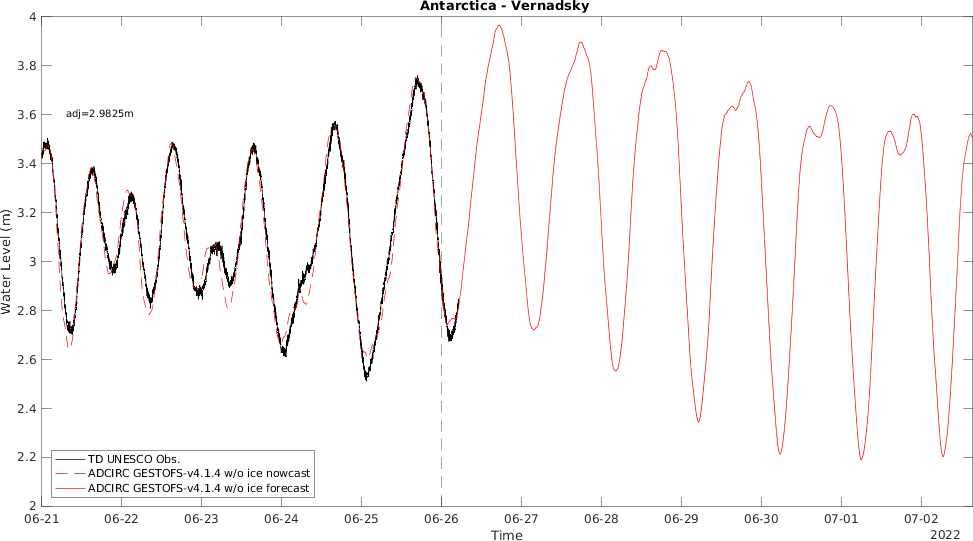 Antarctica - Vernadsky
4
3.8
3.6
3.4
3.2
3
2.8
2.6
2.4
2.2
2
Water Level (m)
adj=2.9825m
TD UNESCO Obs.
ADCIRC GESTOFS-v4.1.4 w/o ice nowcast
ADCIRC GESTOFS-v4.1.4 w/o ice forecast
06-21 06-22 06-23 06-24 06-25 06-26 06-27 06-28 06-29 06-30 07-01 07-02
Time
2022